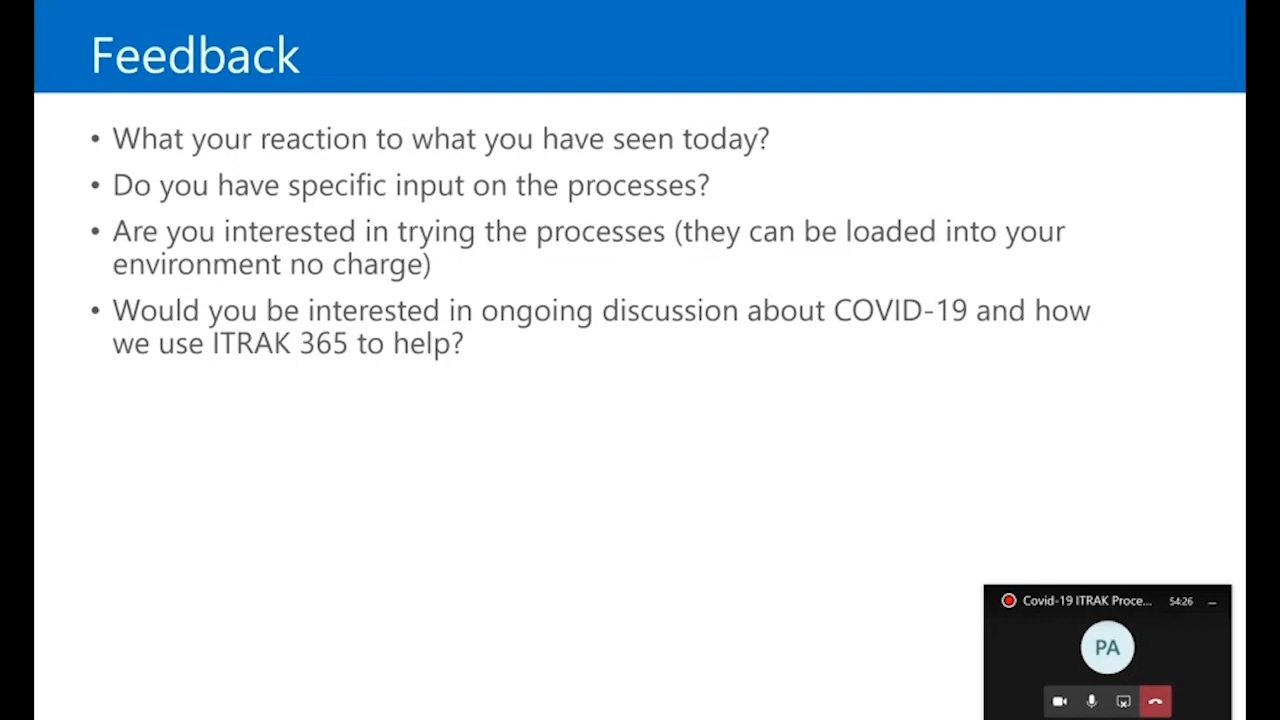 Feedback
• What your reaction to what you have seen today?
• Do you have specific input on the processes?
• Are you interested in trying the processes (they can be loaded into your
environment no charge)
• Would you be interested in ongoing discussion about COVID-19 and how
we use ITRAK 365 to help?
Covid-19 ITRAK Proce... 54:26
PA